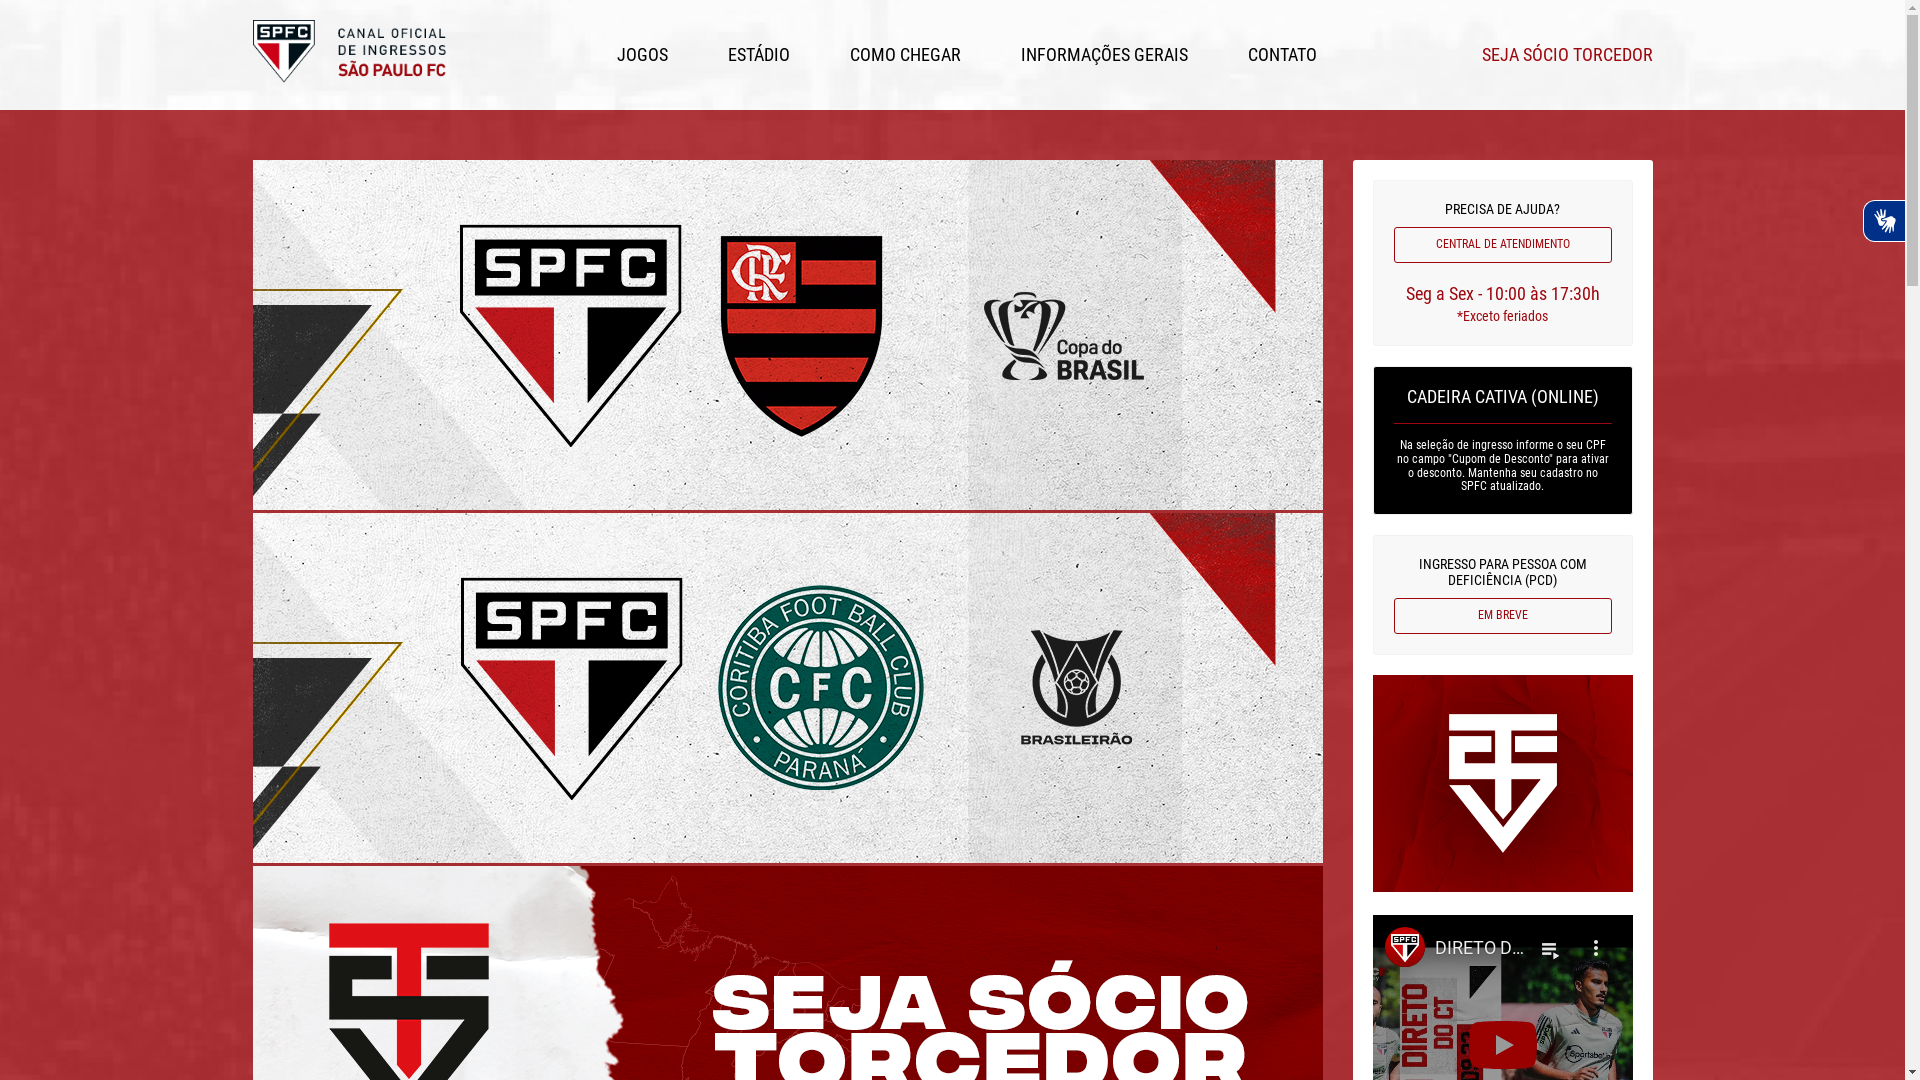 SPFC
CANAL OFICIAL
DE INGRESSOS
SÃO PAULO FC
JOGOS
ESTÁDIO
COMO CHEGAR
INFORMAÇÕES GERAIS
CONTATO
SEJA SÓCIO TORCEDOR
SPFC
CRF
Copa do
BRASIL
SPFC
CORITIBA FOOT BALL CLUB
CFC
PARANÁ
BRASILEIRÃO
SEJA SÓCIO
TORCEDOR
PRECISA DE AJUDA?
CENTRAL DE ATENDIMENTO
Seg a Sex - 10:00 às 17:30h
*Exceto feriados
CADEIRA CATIVA (ONLINE)
Na seleção de ingresso informe o seu CPF
no campo "Cupom de Desconto" para ativar
o desconto. Mantenha seu cadastro no
SPFC atualizado.
INGRESSO PARA PESSOA COM
DEFICIÊNCIA (PCD)
EM BREVE
SPFC
DIRETO D...
DIRETO
DO CT